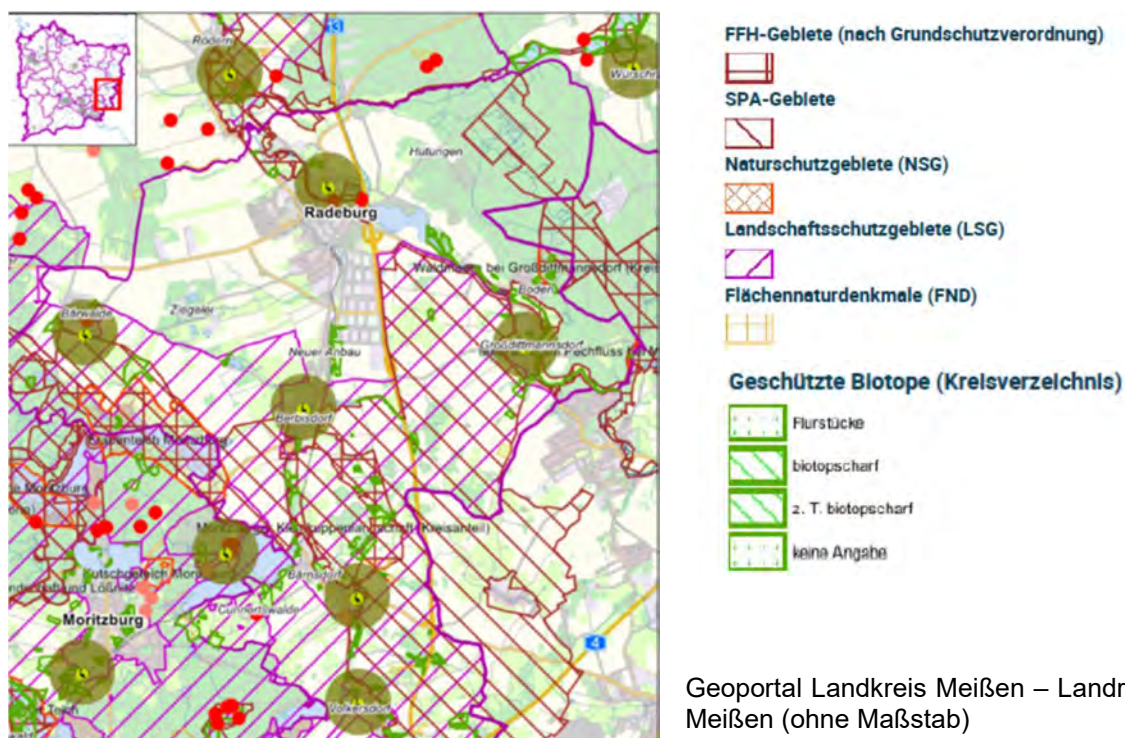 FFH-Gebiete (nach Grundschutzverordnung)
SPA-Gebiete
Naturschutzgebiete (NSG)
Landschaftsschutzgebiete (LSG)
Flächennaturdenkmale (FND)
Geschützte Biotope (Kreisverzeichnis)
Flurstücke
biotopscharf
z. T. biotopscharf
keine Angabe
Geoportal Landkreis Meißen –
Meißen (ohne Maßstab)
13
Rödern
Hutungen
Radeburg
Bärwalde
Ziegelei
Boden
Großdittmannsdorf
Neuer Anbau
Berbisdorf
Bärnsdorf
Cunnertswalde
Moritzburg
4
Volkersdorf